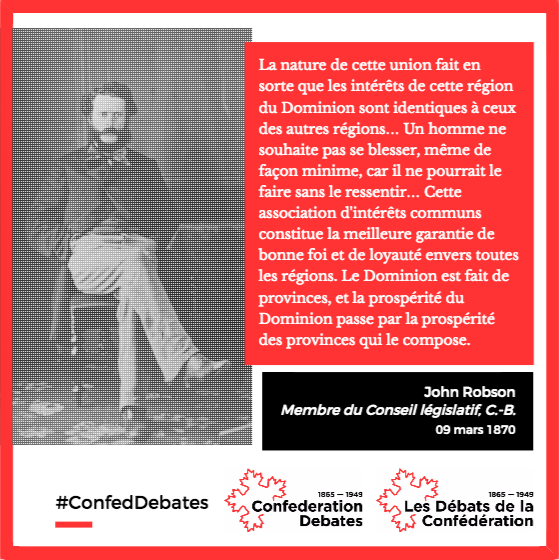 La nature de cette union fait en
sorte que les intérêts de cette région
du Dominion sont identiques à ceux
des autres régions... Un homme ne
souhaite pas se blesser, même de
façon minime, car il ne pourrait le
faire sans le ressentir... Cette
association d'intérêts communs
constitue la meilleure garantie de
bonne foi et de loyauté envers toutes
les régions. Le Dominion est fait de
provinces, et la prospérité du
Dominion passe par la prospérité
des provinces qui le compose.
John Robson
Membre du Conseil législatif, C.-B.
09 mars 1870
#ConfedDebates
1865 — 1949
Confederation
Debates
1865 — 1949
Les Débats de la
Confédération